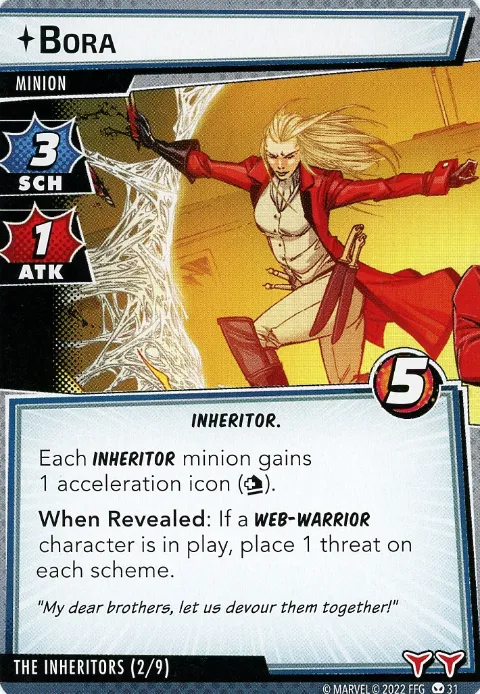 BORA
MINION
3
SCH
1
ATK
5
INHERITOR.
Each INHERITOR minion gains
1 acceleration icon ( ).
When Revealed: If a WEB-WARRIOR
character is in play, place 1 threat on
each scheme.
"My dear brothers, let us devour them together!"
THE INHERITORS (2/9)
© MARVEL © 2022 FFG 31